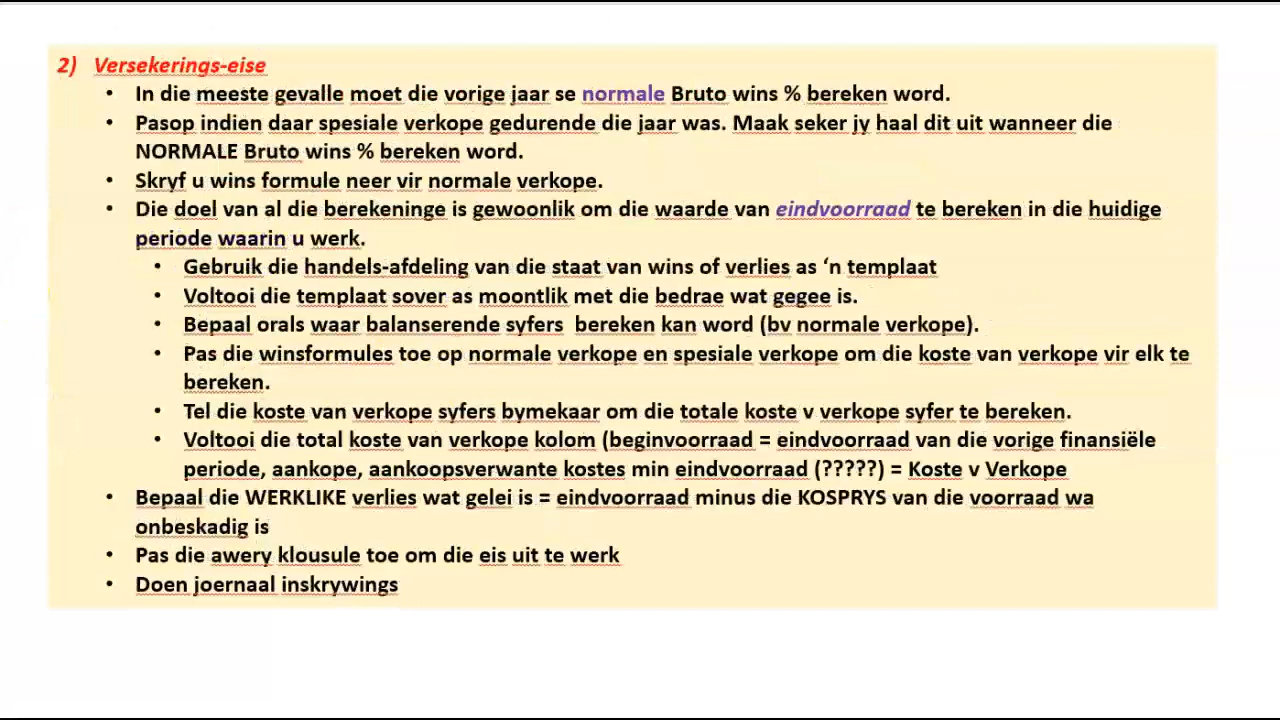 2) Versekerings-eise
• In die meeste gevalle moet die vorige jaar se normale Bruto wins % bereken word.
• Pasop indien daar spesiale verkope gedurende die jaar was. Maak seker jy haal dit uit wanneer die
NORMALE Bruto wins % bereken word.
• Skryf u wins formule neer vir normale verkope.
• Die doel van al die berekeninge is gewoonlik om die waarde van eindvoorraad te bereken in die huidige
periode waarin u werk.
• Gebruik die handels-afdeling van die staat van wins of verlies as ‘n templaat
• Voltooi die templaat sover as moontlik met die bedrae wat gegee is.
• Bepaal orals waar balanserende syfers bereken kan word (bv normale verkope).
• Pas die winsformules toe op normale verkope en spesiale verkope om die koste van verkope vir elk te
bereken.
• Tel die koste van verkope syfers bymekaar om die totale koste v verkope syfer te bereken.
• Voltooi die total koste van verkope kolom (beginvoorraad = eindvoorraad van die vorige finansiële
periode, aankope, aankoopsverwante kostes min eindvoorraad (?????) = Koste v Verkope
• Bepaal die WERKLIKE verlies wat gelei is = eindvoorraad minus die KOSPRYS van die voorraad wa
onbeskadig is
• Pas die awery klousule toe om die eis uit te werk
• Doen joernaal inskrywings